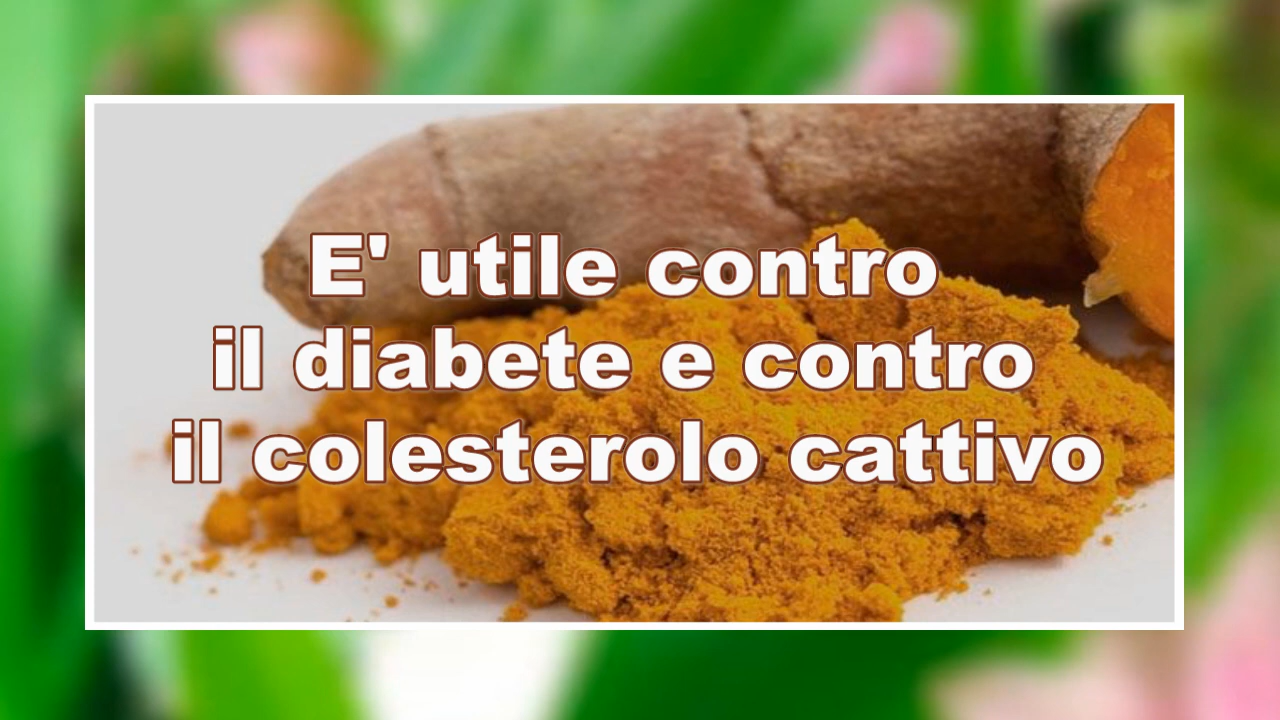 E' utile contro
il diabete e contro
il colesterolo cattivo